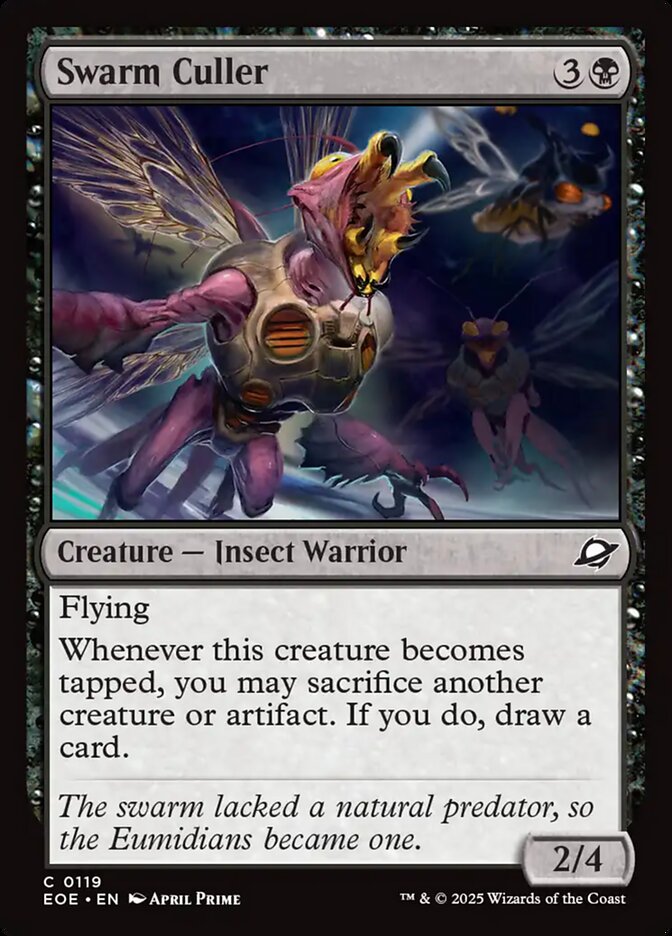 Swarm Culler 3
Creature — Insect Warrior
Flying
Whenever this creature becomes
tapped, you may sacrifice another
creature or artifact. If you do, draw a
card.
The swarm lacked a natural predator, so
the Eumidians became one.
2/4
C 0119
EOE • EN April Prime
™ & © 2025 Wizards of the Coast